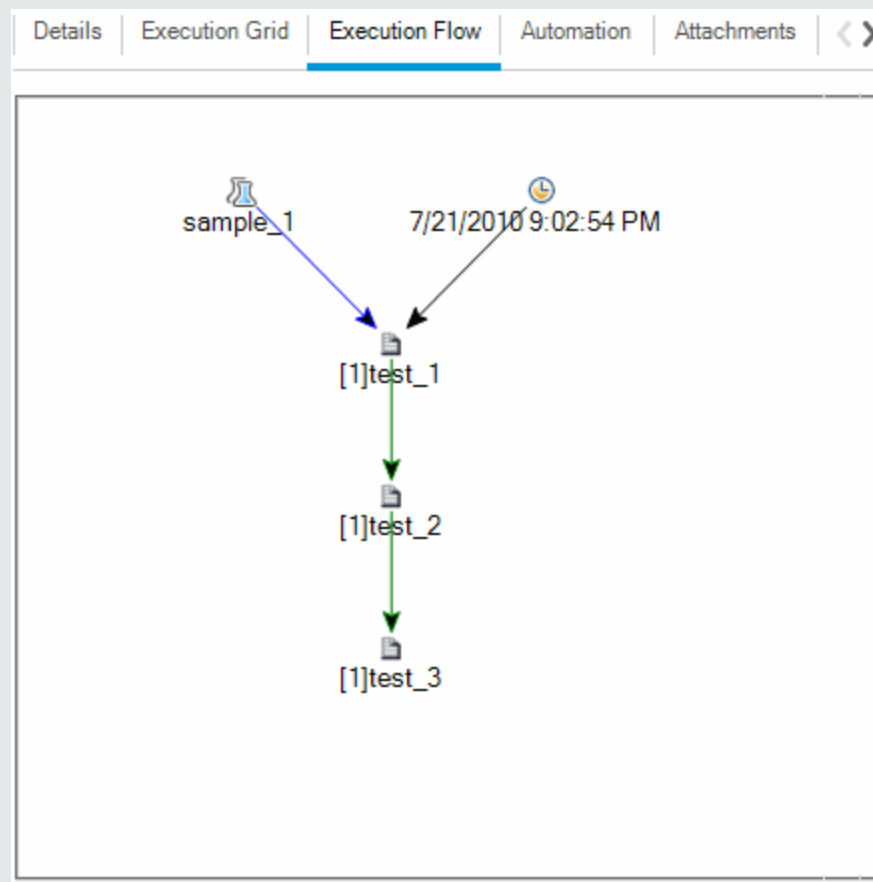 Details Execution Grid Execution Flow Automation Attachments
sample_1 7/21/2010 9:02:54 PM
[1]test_1
[1]test_2
[1]test_3